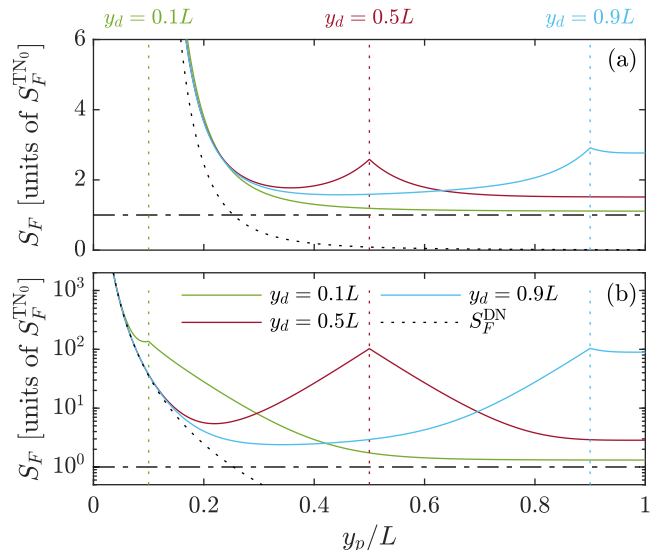 y_d = 0.1L y_d = 0.5L y_d = 0.9L
6
4
2
0
S_F [units of S_F^{TN_0}]
(a)
10^3
10^2
10^1
10^0
S_F [units of S_F^{TN_0}]
y_d = 0.1L y_d = 0.9L (b)
y_d = 0.5L S_F^{DN}
0 0.2 0.4 0.6 0.8 1
y_p/L